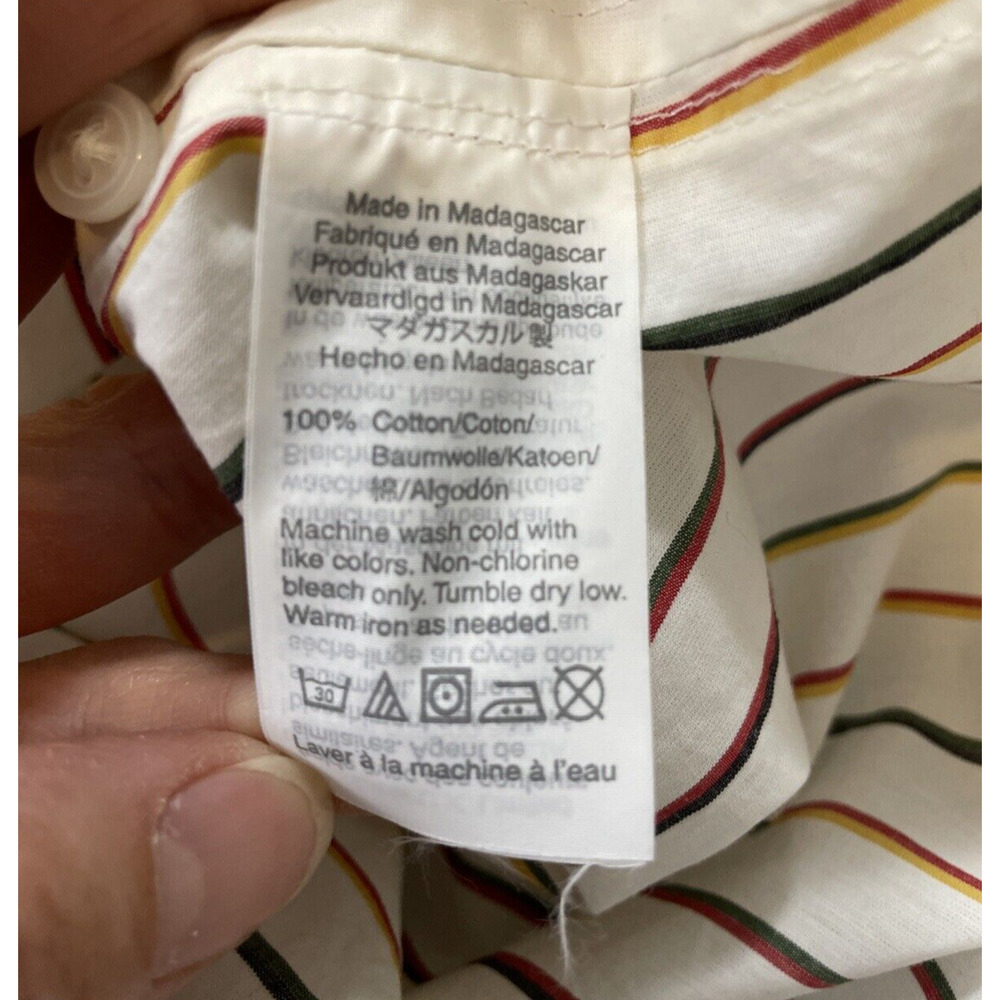 Made in Madagascar
Fabriqué en Madagascar
Produkt aus Madagaskar
Vervaardigd in Madagascar
マダガスカル製
Hecho en Madagascar
100% Cotton/Coton/
Baumwolle/Katoen/
綿/Algodón
Machine wash cold with
like colors. Non-chlorine
bleach only. Tumble dry low.
Warm iron as needed.
30
Laver à la machine à l'eau